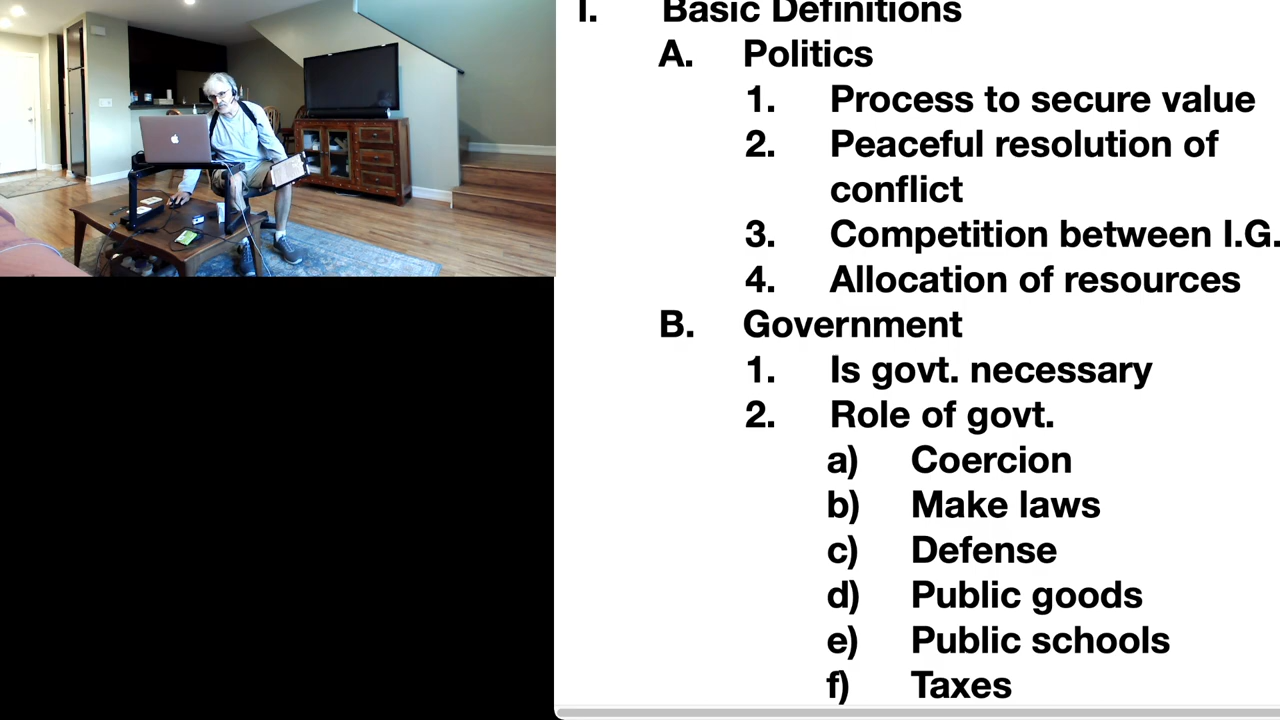 I. Basic Definitions
A. Politics
1. Process to secure value
2. Peaceful resolution of
conflict
3. Competition between I.G.
4. Allocation of resources
B. Government
1. Is govt. necessary
2. Role of govt.
a) Coercion
b) Make laws
c) Defense
d) Public goods
e) Public schools
f) Taxes